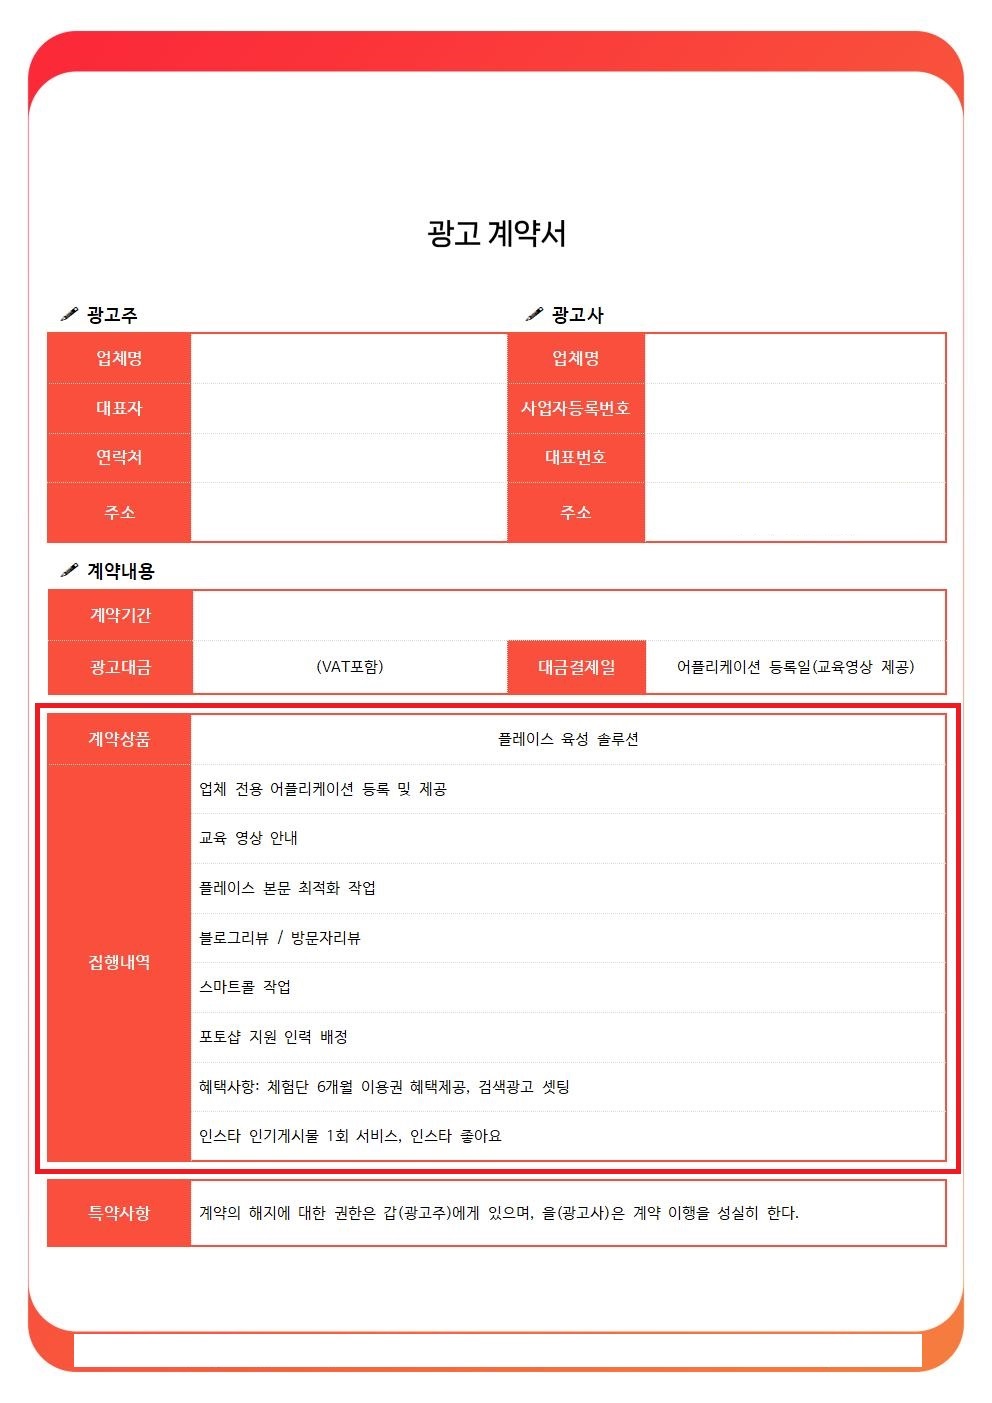 광고 계약서
광고주
광고사
업체명
업체명
대표자
사업자등록번호
연락처
대표번호
주소
주소
계약내용
계약기간
광고대금 (VAT포함) 대금결제일 어플리케이션 등록일(교육영상 제공)
계약상품 플레이스 육성 솔루션
집행내역
업체 전용 어플리케이션 등록 및 제공
교육 영상 안내
플레이스 본문 최적화 작업
블로그리뷰 / 방문자리뷰
스마트콜 작업
포토샵 지원 인력 배정
혜택사항: 체험단 6개월 이용권 혜택제공, 검색광고 셋팅
인스타 인기게시물 1회 서비스, 인스타 좋아요
특약사항 계약의 해지에 대한 권한은 갑(광고주)에게 있으며, 을(광고사)은 계약 이행을 성실히 한다.